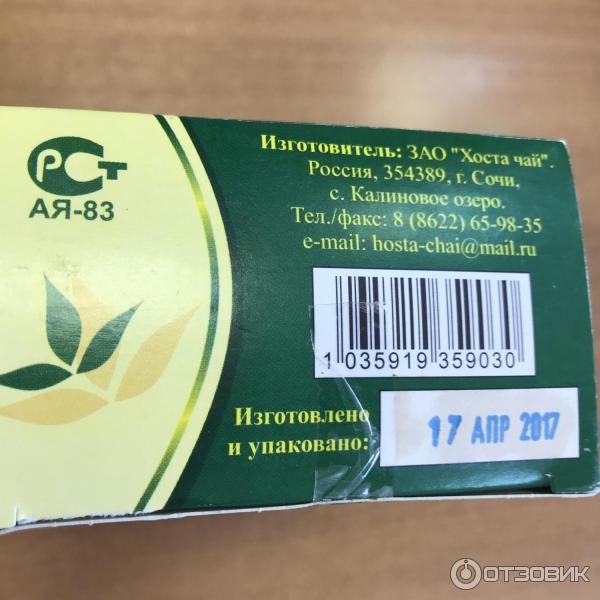 РСТ
АЯ-83
Изготовитель: ЗАО "Хоста чай".
Россия, 354389, г. Сочи,
с. Калиновое озеро.
Тел./факс: 8 (8622) 65-98-35
e-mail: hosta-chai@mail.ru
1 035919 359030
Изготовлено
и упаковано:
17 АПР 2017
ОТЗОВИК